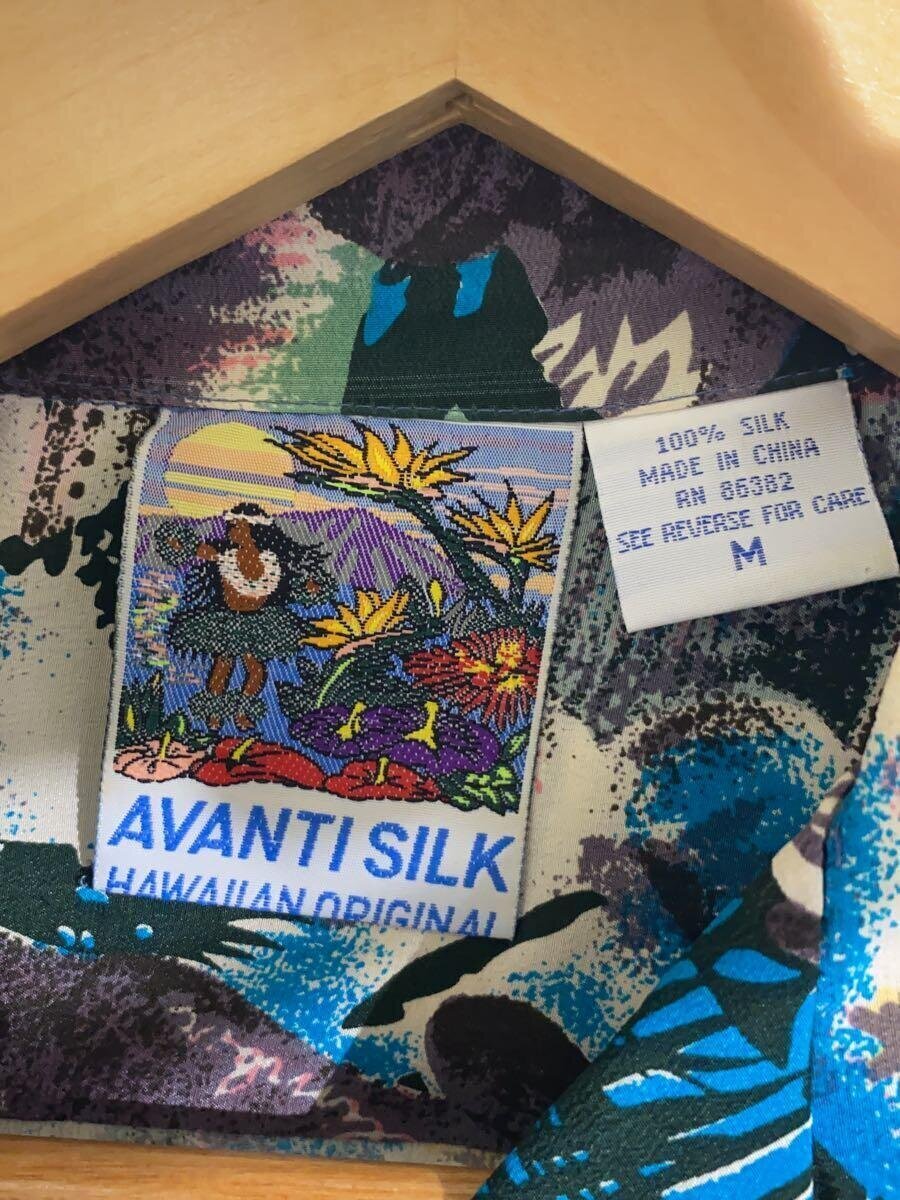 AVANTI SILK
HAWAIIAN ORIGINAL
100% SILK
MADE IN CHINA
RN 86382
SEE REVERSE FOR CARE
M